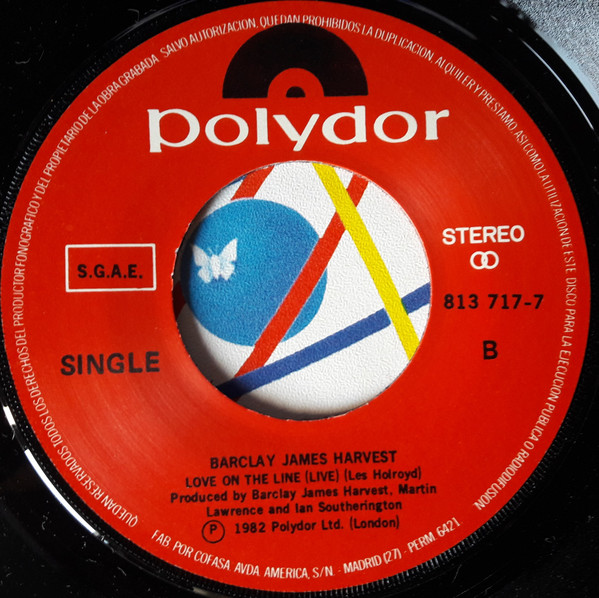 QUEDAN RESERVADOS TODOS LOS DERECHOS DEL PRODUCTOR FONOGRAFICO Y DEL PROPIETARIO DE LA OBRA GRABADA. SALVO AUTORIZACION, QUEDAN PROHIBIDOS LA DUPLICACION, ALQUILER Y PRESTAMO, ASI COMO LA UTILIZACION DE ESTE DISCO PARA LA EJECUCION PUBLICA O RADIODIFUSION.
polydor
STEREO
S.G.A.E.
813 717-7
SINGLE
B
BARCLAY JAMES HARVEST
LOVE ON THE LINE (LIVE) (Les Holroyd)
Produced by Barclay James Harvest, Martin
Lawrence and Ian Southerington
Ⓟ 1982 Polydor Ltd. (London)
FAB. POR COFASA AVDA. AMERICA, S/N. - MADRID (27) - PERM. 6421